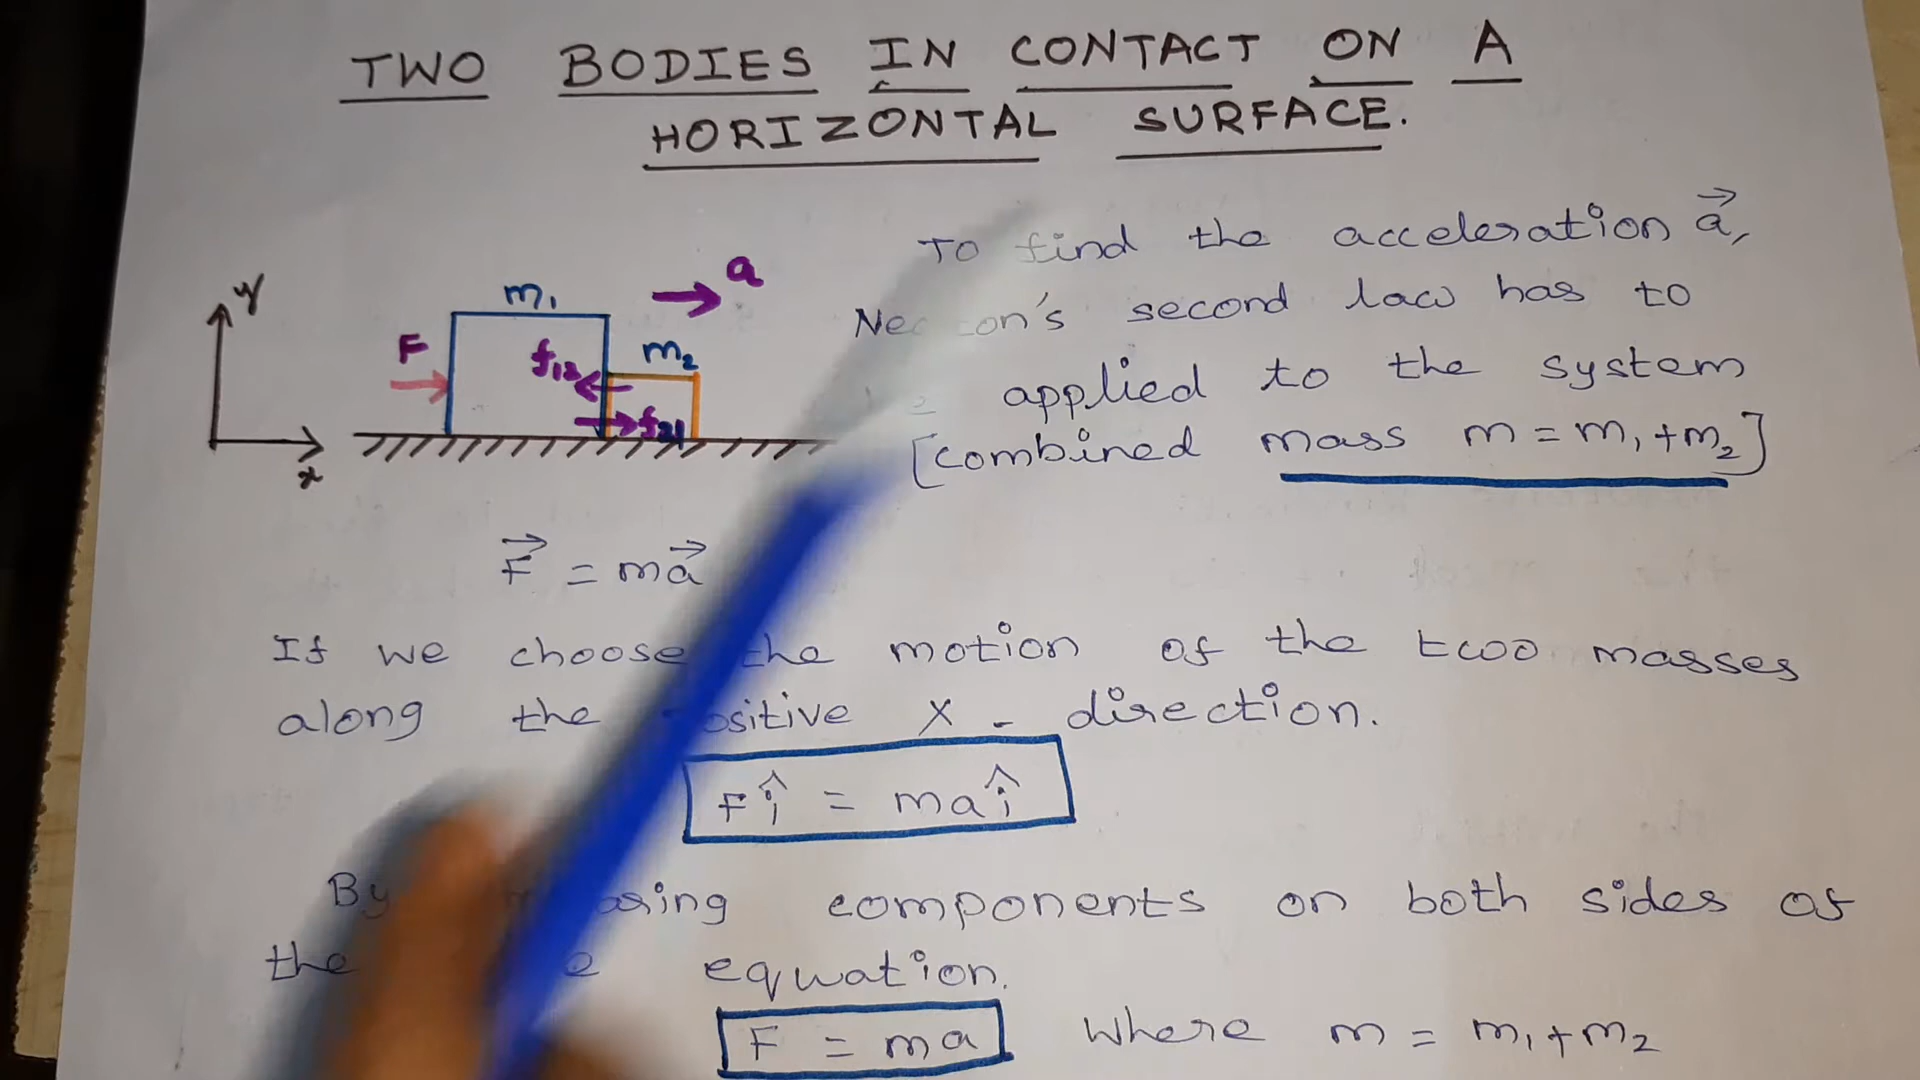 TWO BODIES IN CONTACT ON A
HORIZONTAL SURFACE.
y
m₁
a
F
f₁₂
m₂
f₂₁
x
To find the acceleration a⃗,
second law has to
applied to the system
[combined mass m = m₁ + m₂]
F⃗ = ma⃗
If we choose the motion of the two masses
along the positive x - direction.
Fî = maî
By components on both sides of
the equation.
F = ma where m = m₁ + m₂